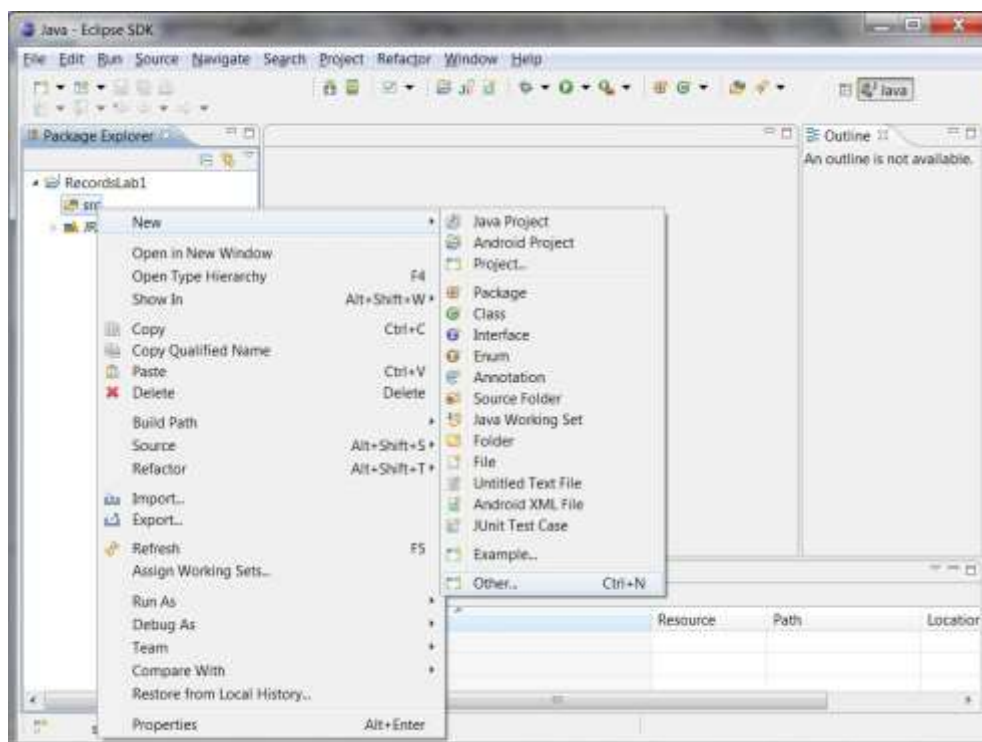 Java - Eclipse SDK
File Edit Run Source Navigate Search Project Refactor Window Help
Java
Package Explorer
Outline
An outline is not available.
RecordsLab1
src
New
Open in New Window
Open Type Hierarchy F4
Show In Alt+Shift+W
Copy Ctrl+C
Copy Qualified Name
Paste Ctrl+V
Delete Delete
Build Path
Source Alt+Shift+S
Refactor Alt+Shift+T
Import...
Export...
Refresh F5
Assign Working Sets...
Run As
Debug As
Team
Compare With
Restore from Local History...
Properties Alt+Enter
Java Project
Android Project
Project...
Package
Class
Interface
Enum
Annotation
Source Folder
Java Working Set
Folder
File
Untitled Text File
Android XML File
JUnit Test Case
Example...
Other... Ctrl+N
Resource Path Location